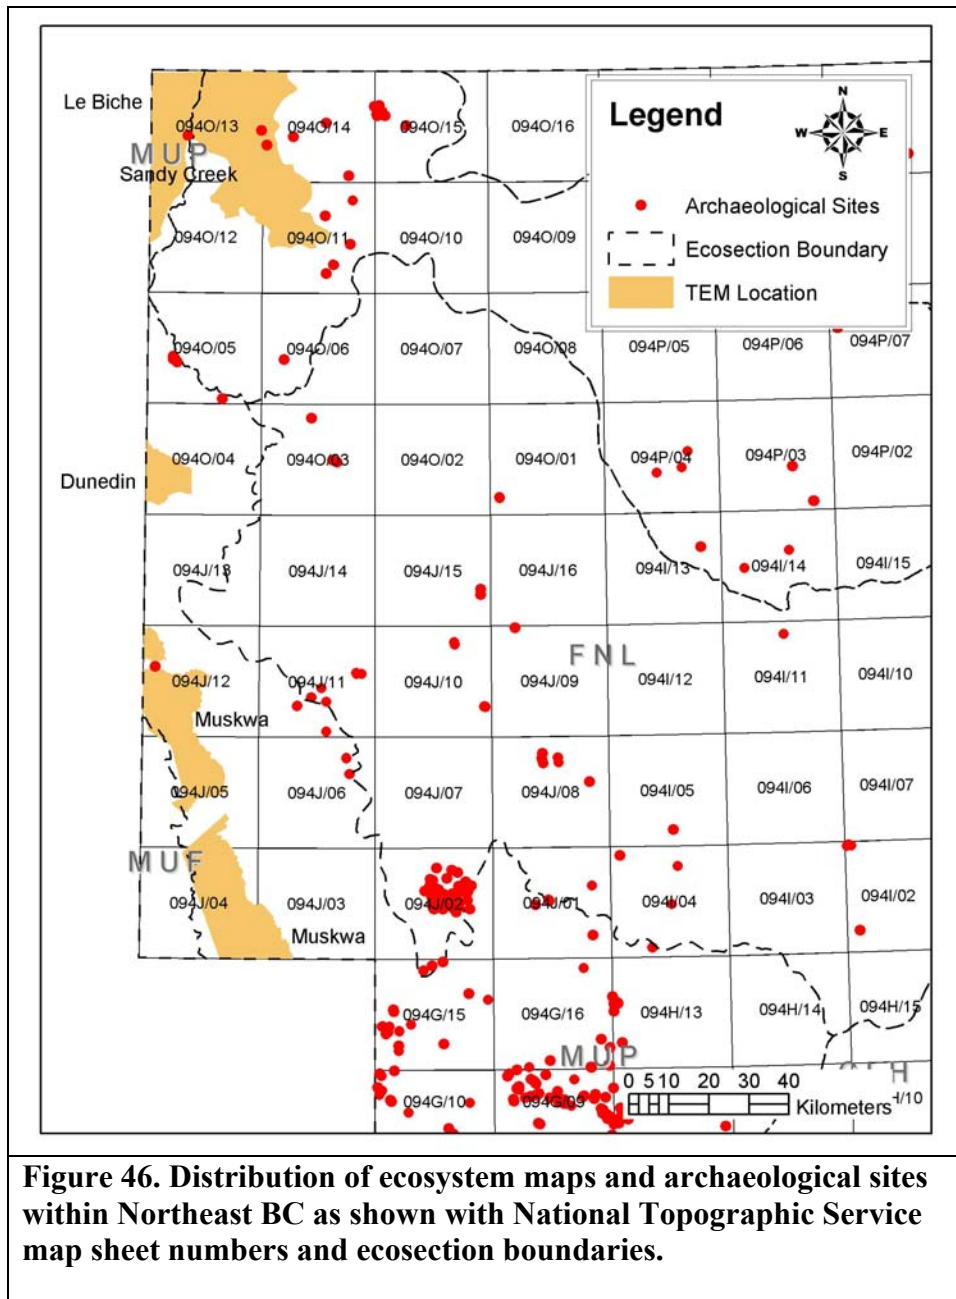 Legend
N
W E
S
Archaeological Sites
Ecosection Boundary
TEM Location
Le Biche
094O/13 094O/14 094O/15 094O/16
MUP
Sandy Creek
094O/12 094O/11 094O/10 094O/09
094O/05 094O/06 094O/07 094O/08 094P/05 094P/06 094P/07
094O/04 094O/03 094O/02 094O/01 094P/04 094P/03 094P/02
Dunedin
094J/13 094J/14 094J/15 094J/16 094I/13 094I/14 094I/15
FNL
094J/12 094J/11 094J/10 094J/09 094I/12 094I/11 094I/10
Muskwa
094J/05 094J/06 094J/07 094J/08 094I/05 094I/06 094I/07
MUF
094J/04 094J/03 094J/02 094J/01 094I/04 094I/03 094I/02
Muskwa
094G/15 094G/16 094H/13 094H/14 094H/15
MUP
094G/10 094G/09
0 5 10 20 30 40
Kilometers
Figure 46. Distribution of ecosystem maps and archaeological sites
within Northeast BC as shown with National Topographic Service
map sheet numbers and ecosection boundaries.